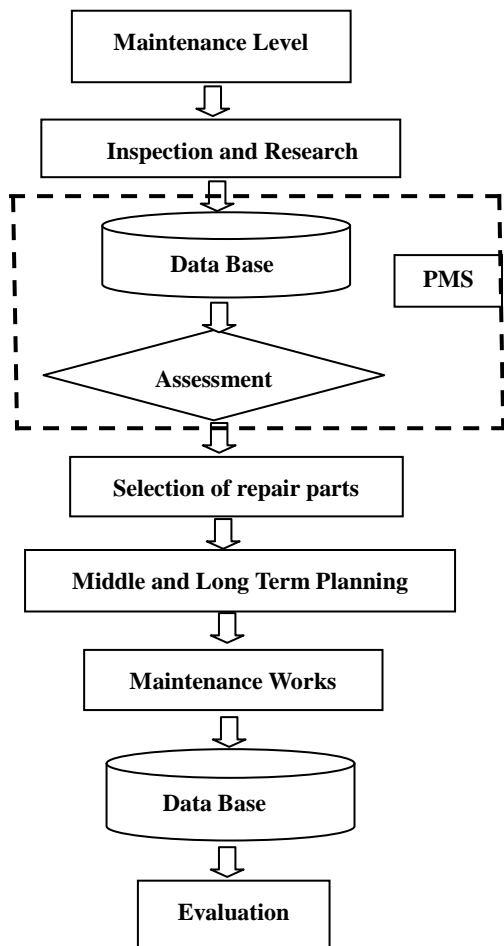 Maintenance Level
Inspection and Research
Data Base
PMS
Assessment
Selection of repair parts
Middle and Long Term Planning
Maintenance Works
Data Base
Evaluation